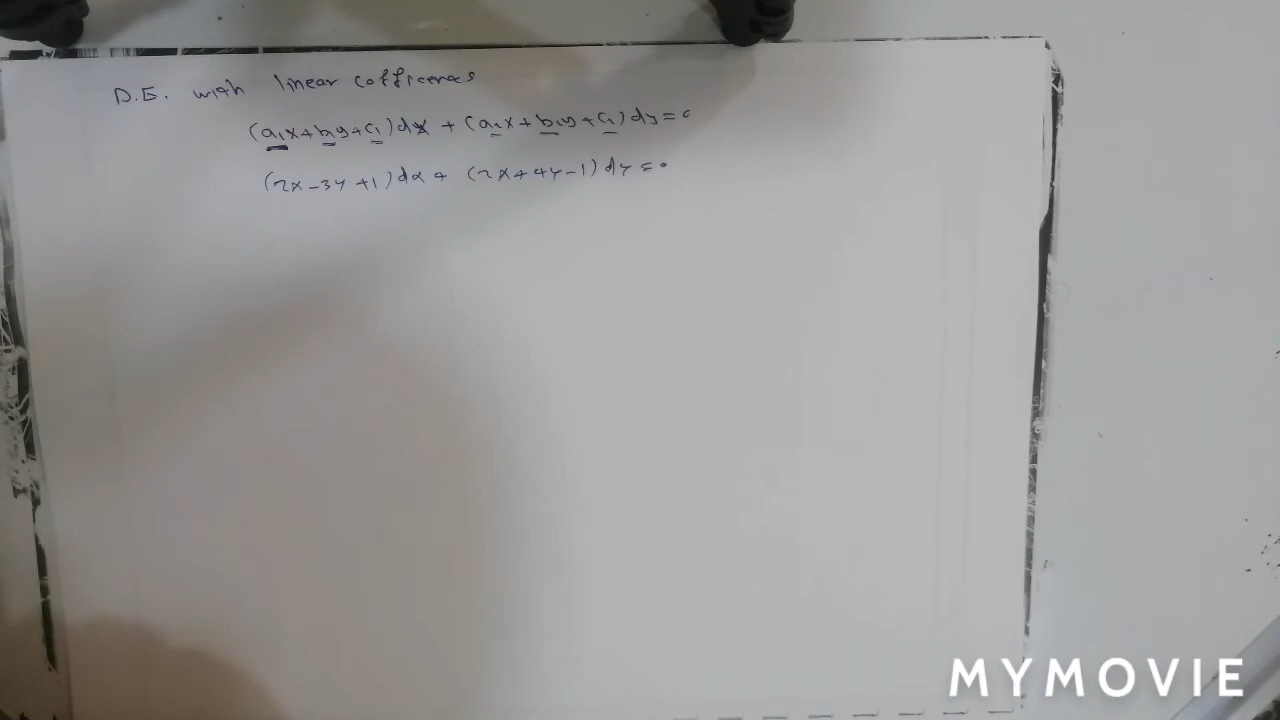 D.E. with linear cofficenes
(a₁x+b₁y+c₁)dx + (a₂x+b₂y+c₂)dy=0
(2x-3y+1)dx+ (2x+4y-1)dy=0
MYMOVIE